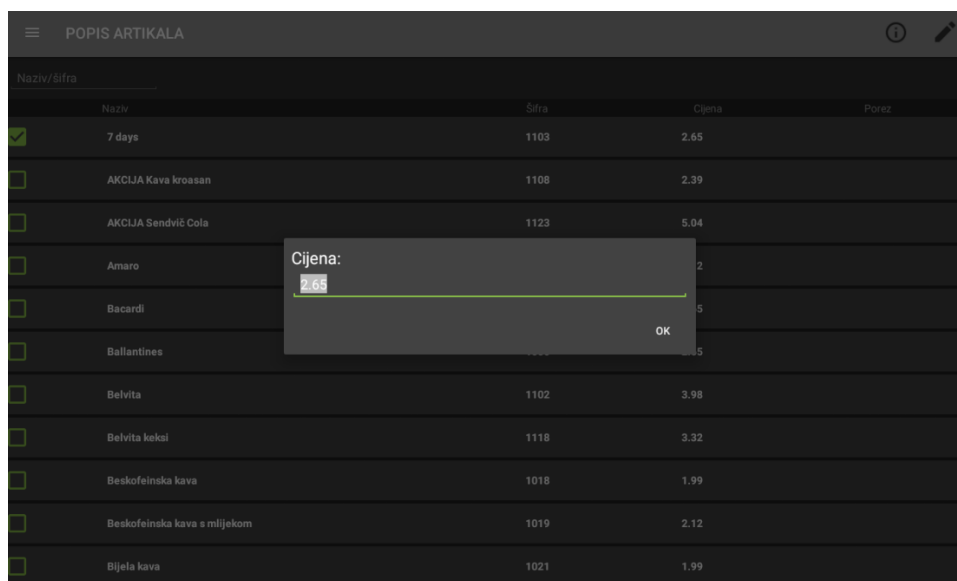 POPIS ARTIKALA
Naziv/šifra
Naziv Šifra Cijena Porez
7 days 1103 2.65
AKCIJA Kava kroasan 1108 2.39
AKCIJA Sendvič Cola 1123 5.04
Cijena:
2.65
OK
Amaro 2
Bacardi 5
Ballantines 5
Belvita 1102 3.98
Belvita keksi 1118 3.32
Beskofeinska kava 1018 1.99
Beskofeinska kava s mlijekom 1019 2.12
Bijela kava 1021 1.99